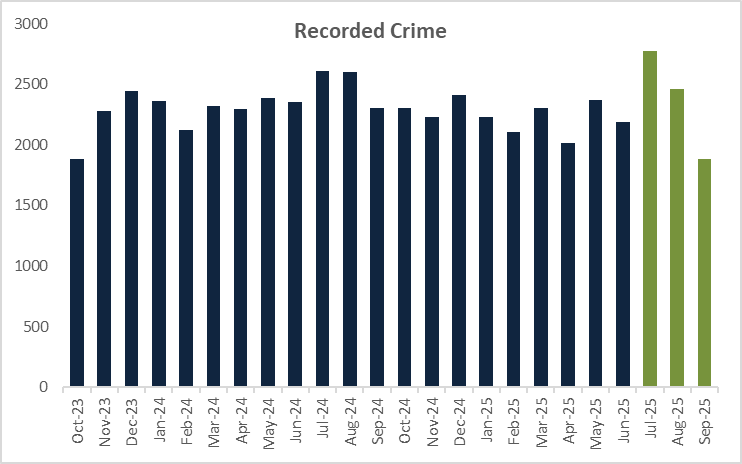 Recorded Crime
3000
2500
2000
1500
1000
500
0
Oct-23
Nov-23
Dec-23
Jan-24
Feb-24
Mar-24
Apr-24
May-24
Jun-24
Jul-24
Aug-24
Sep-24
Oct-24
Nov-24
Dec-24
Jan-25
Feb-25
Mar-25
Apr-25
May-25
Jun-25
Jul-25
Aug-25
Sep-25